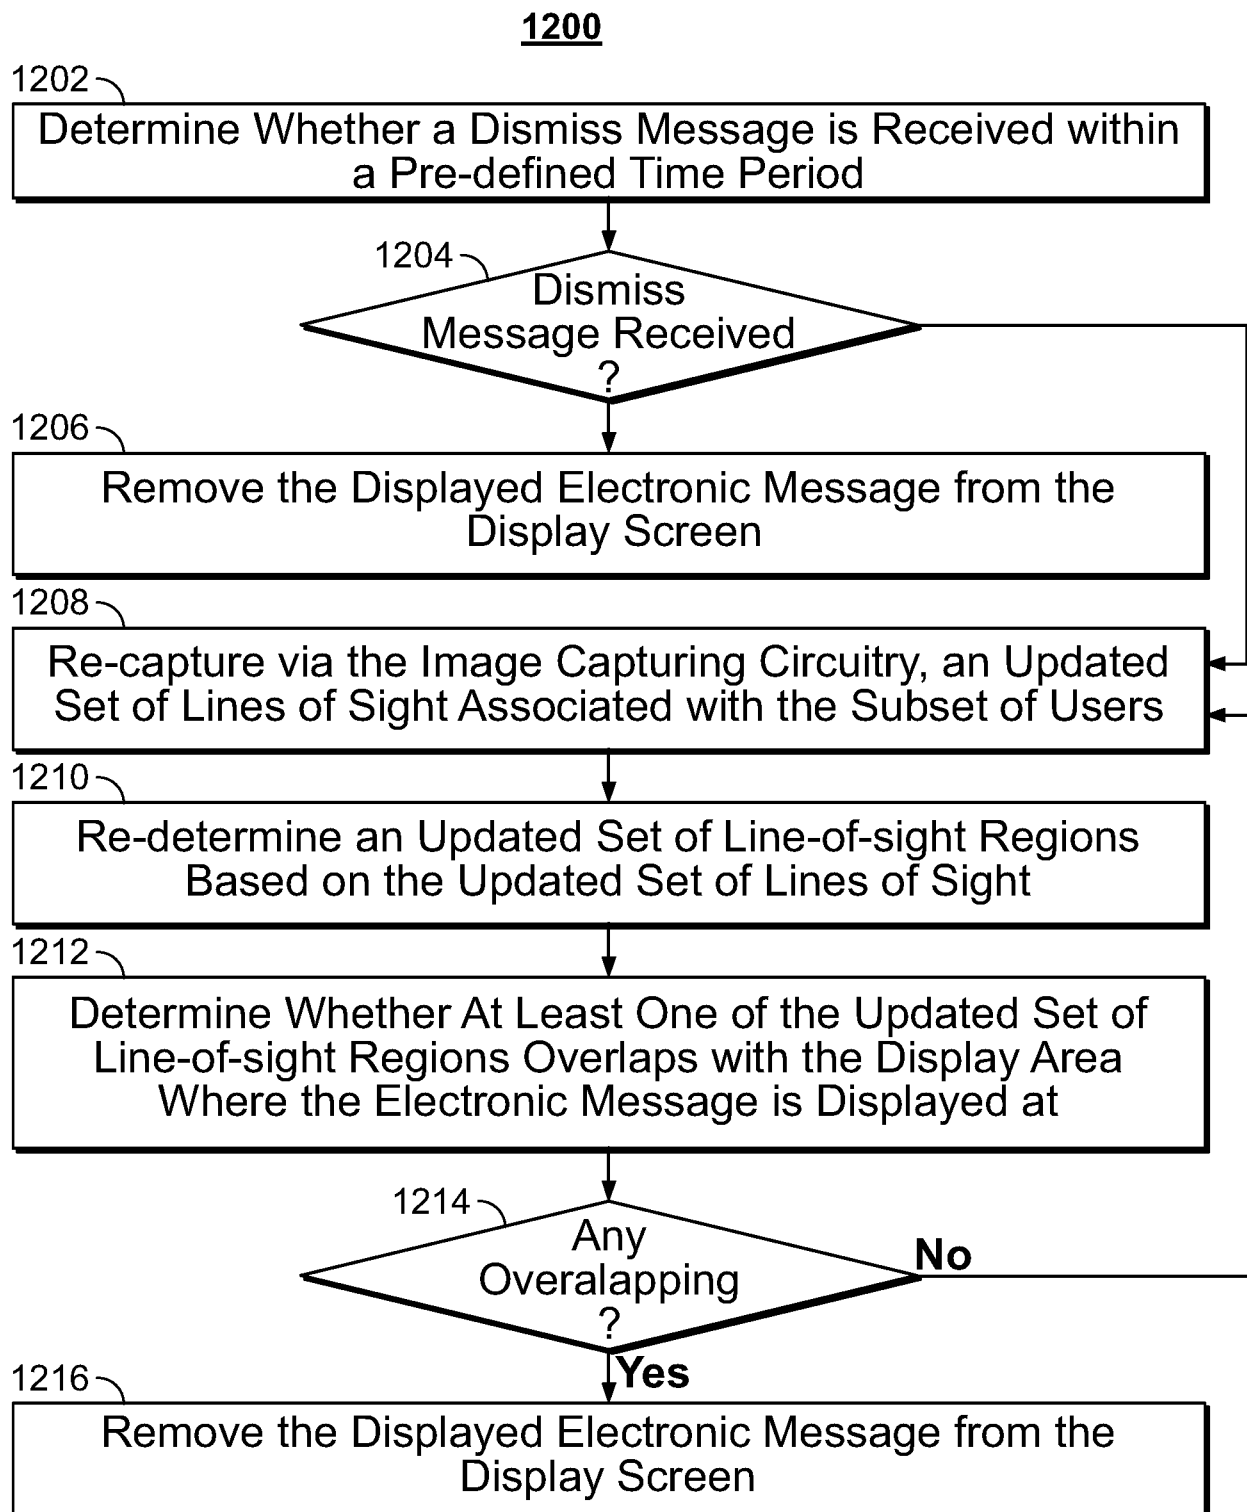 1200
1202
Determine Whether a Dismiss Message is Received within
a Pre-defined Time Period
1204
Dismiss
Message Received
?
1206
Remove the Displayed Electronic Message from the
Display Screen
1208
Re-capture via the Image Capturing Circuitry, an Updated
Set of Lines of Sight Associated with the Subset of Users
1210
Re-determine an Updated Set of Line-of-sight Regions
Based on the Updated Set of Lines of Sight
1212
Determine Whether At Least One of the Updated Set of
Line-of-sight Regions Overlaps with the Display Area
Where the Electronic Message is Displayed at
1214
Any
Overalapping
?
No
Yes
1216
Remove the Displayed Electronic Message from the
Display Screen